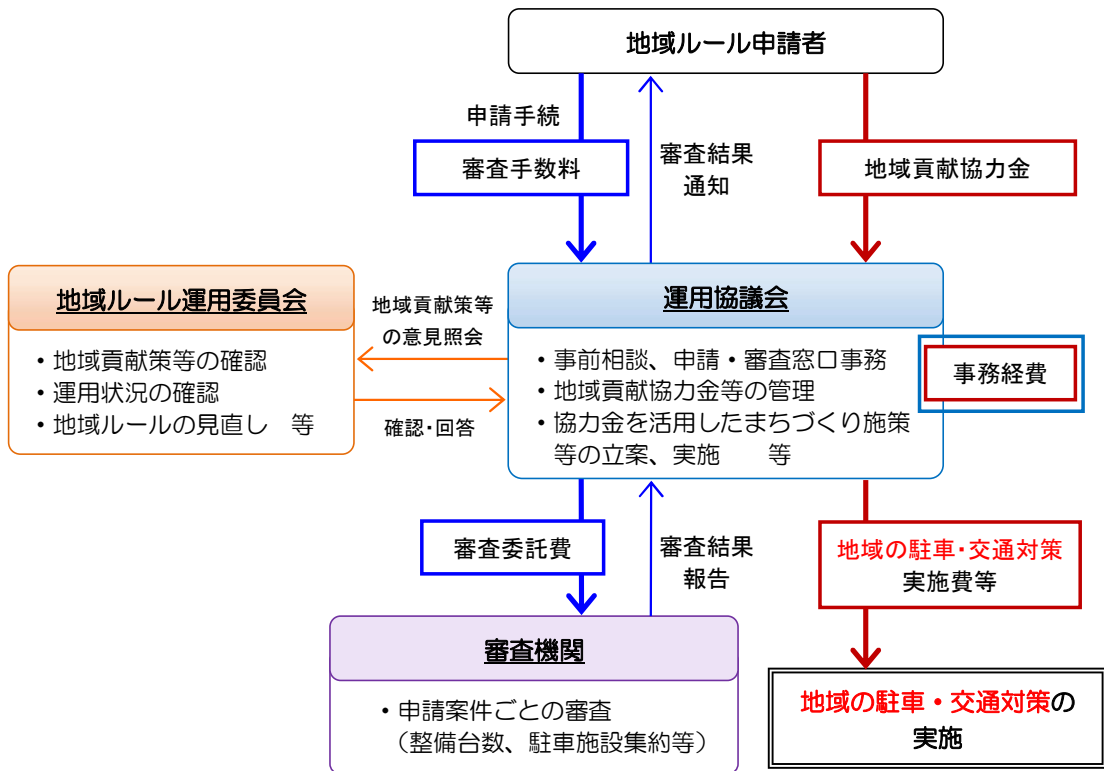 地域ルール申請者
申請手続
審査手数料
審査結果
通知
地域貢献協力金
地域ルール運用委員会
・地域貢献策等の確認
・運用状況の確認
・地域ルールの見直し　等
地域貢献策等
の意見照会
確認・回答
運用協議会
・事前相談、申請・審査窓口事務
・地域貢献協力金等の管理
・協力金を活用したまちづくり施策
等の立案、実施　　等
事務経費
審査委託費
審査結果
報告
地域の駐車・交通対策
実施費等
審査機関
・申請案件ごとの審査
（整備台数、駐車施設集約等）
地域の駐車・交通対策の
実施